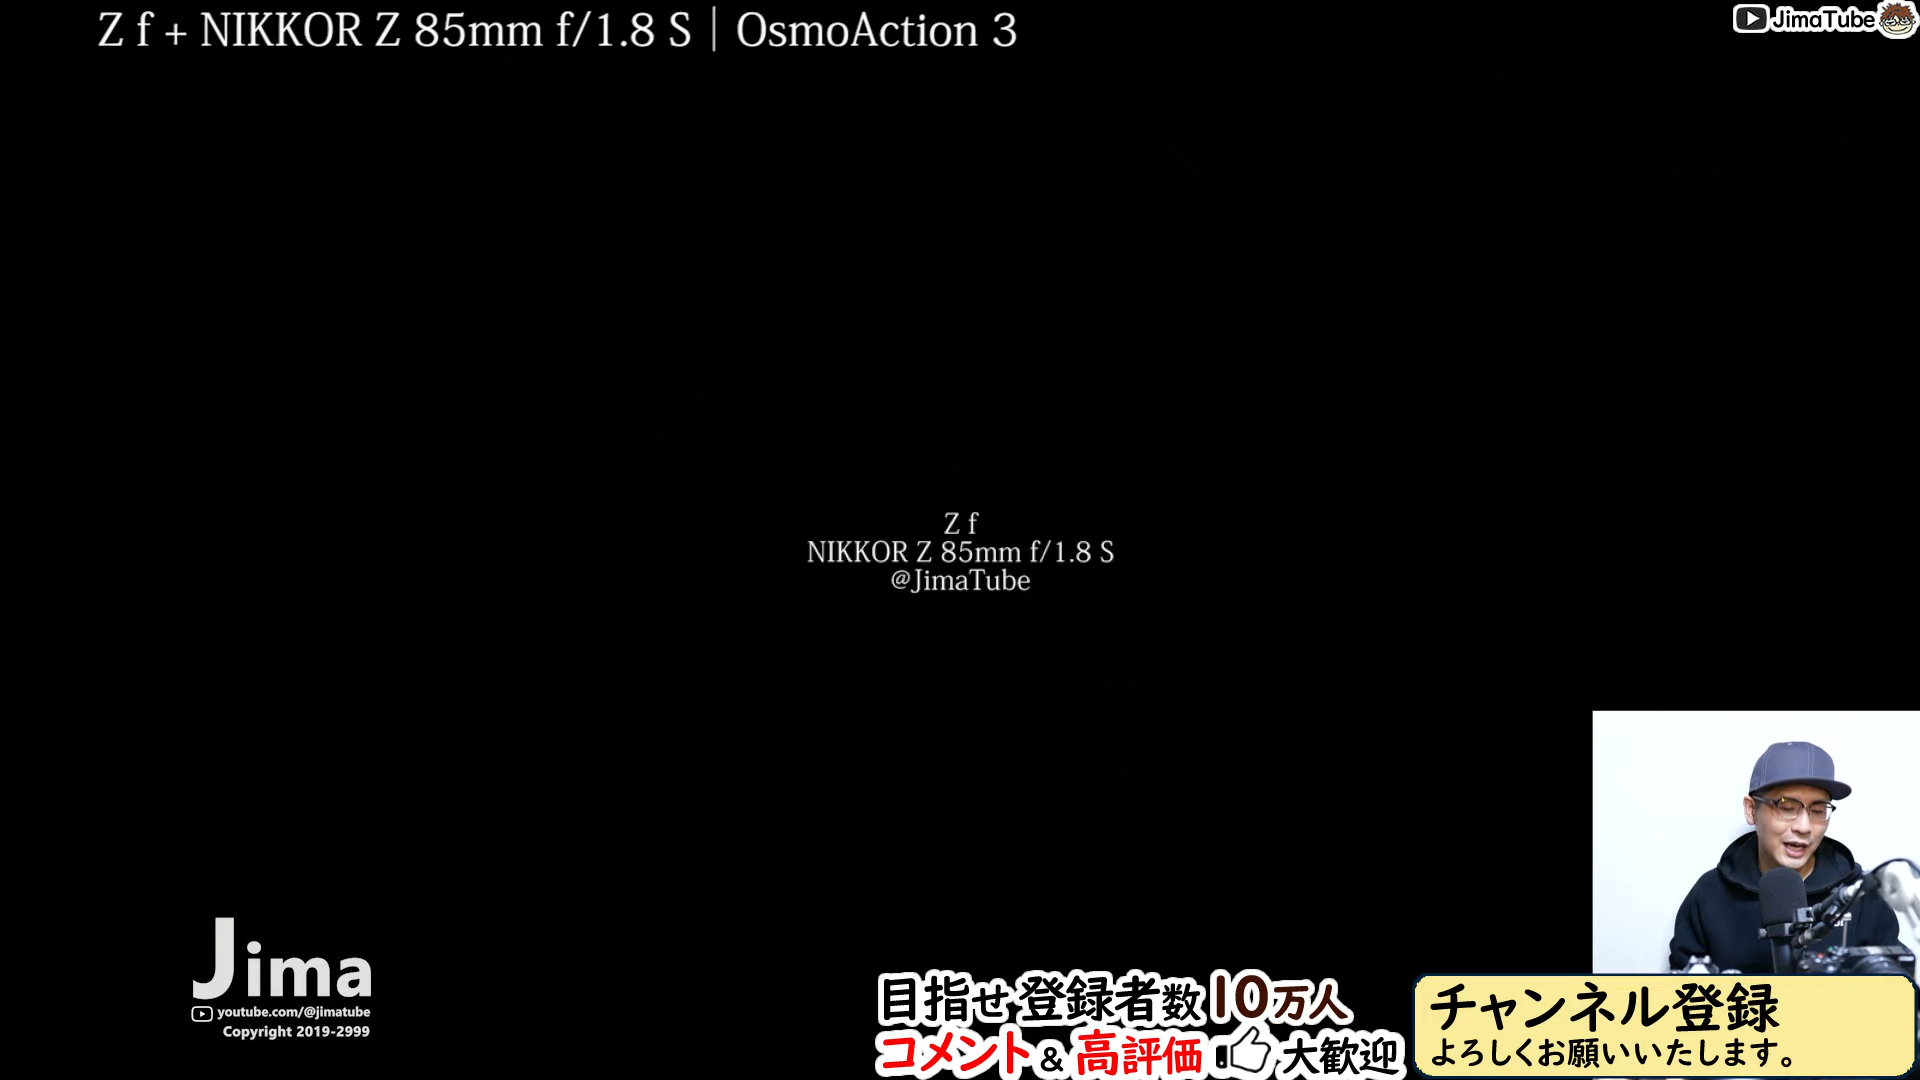 Z f + NIKKOR Z 85mm f/1.8 S｜OsmoAction 3
JimaTube
Z f
NIKKOR Z 85mm f/1.8 S
@JimaTube
Jima
youtube.com/@jimatube
Copyright 2019-2999
目指せ 登録者数10万人
コメント&高評価 大歓迎
チャンネル登録
よろしくお願いいたします。